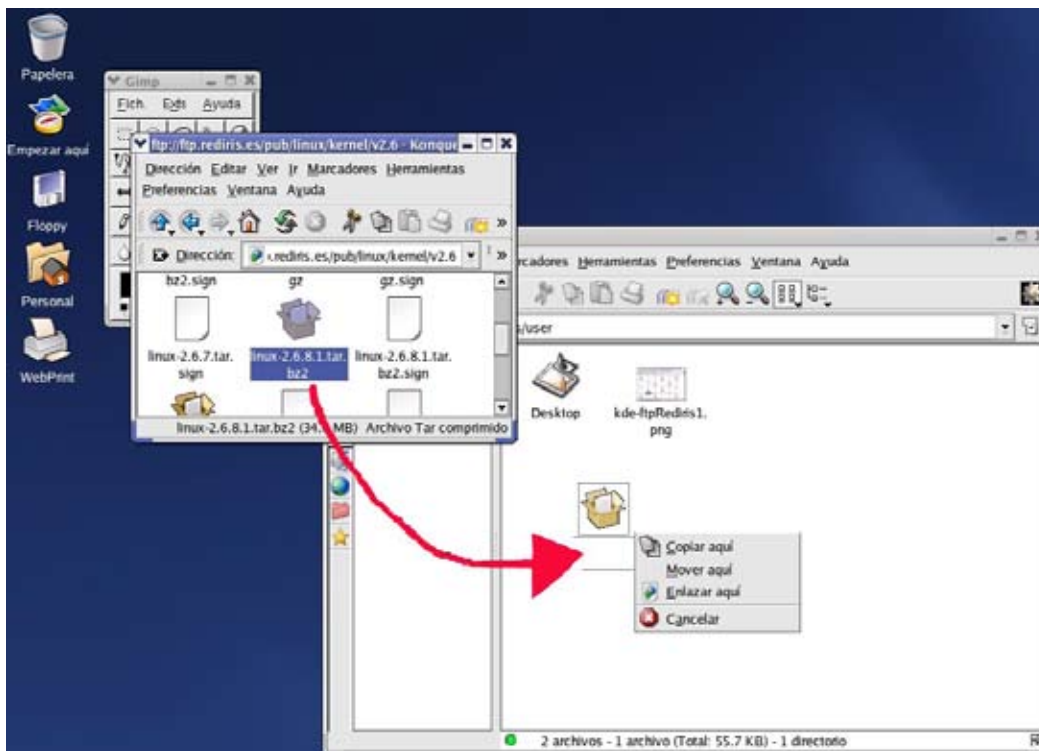 Papelera
Empezar aquí
Floppy
Personal
WebPrint
Gimp
Fich. Exts Ayuda
ftp://ftp.rediris.es/pub/linux/kernel/v2.6 - Konque
Dirección Editar Ver Ir Marcadores Herramientas
Preferencias Ventana Ayuda
Dirección: .rediris.es/pub/linux/kernel/v2.6
bz2.sign gz gz.sign
linux-2.6.7.tar. linux-2.6.8.1.tar. linux-2.6.8.1.tar.
sign bz2 bz2.sign
linux-2.6.8.1.tar.bz2 (34. MB) Archivo Tar comprimido
rcadores Herramientas Preferencias Ventana Ayuda
s/user
Desktop kde-ftpRediris1.
png
Copiar aquí
Mover aquí
Enlazar aquí
Cancelar
2 archivos - 1 archivo (Total: 55.7 KB) - 1 directorio